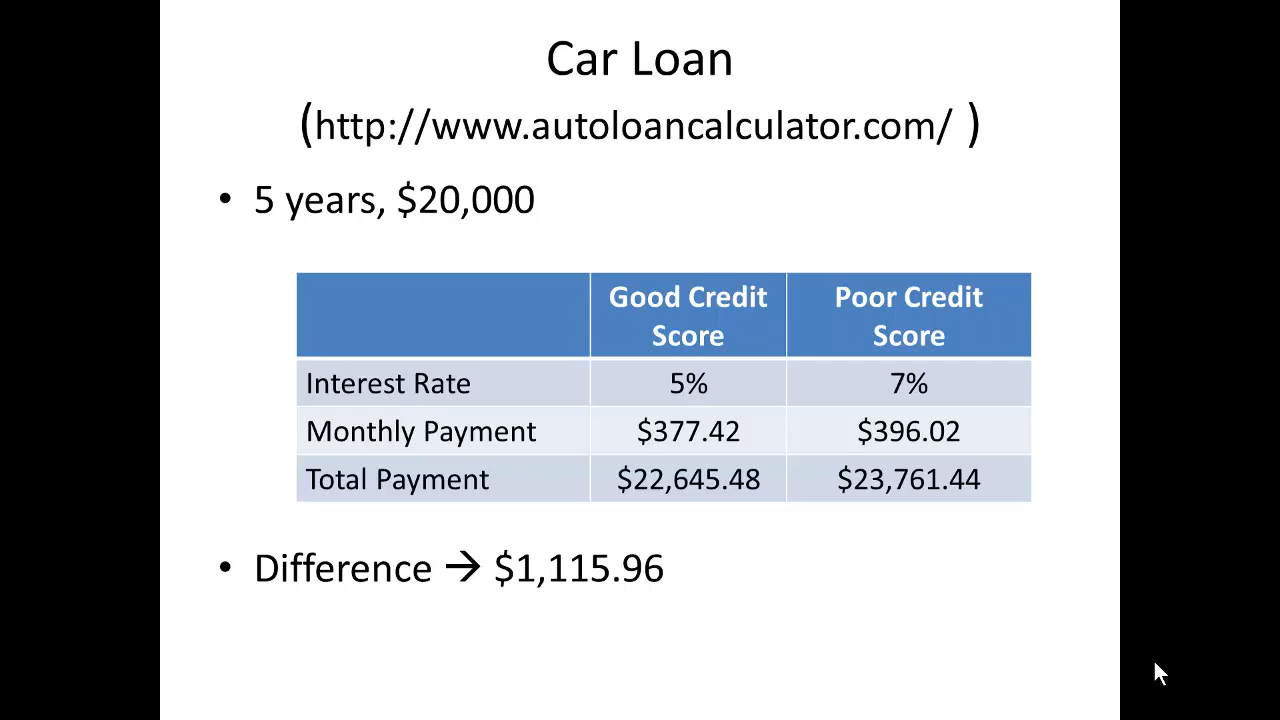 Car Loan
(http://www.autoloancalculator.com/ )
• 5 years, $20,000
Good Credit Score
Poor Credit Score
Interest Rate 5% 7%
Monthly Payment $377.42 $396.02
Total Payment $22,645.48 $23,761.44
• Difference → $1,115.96